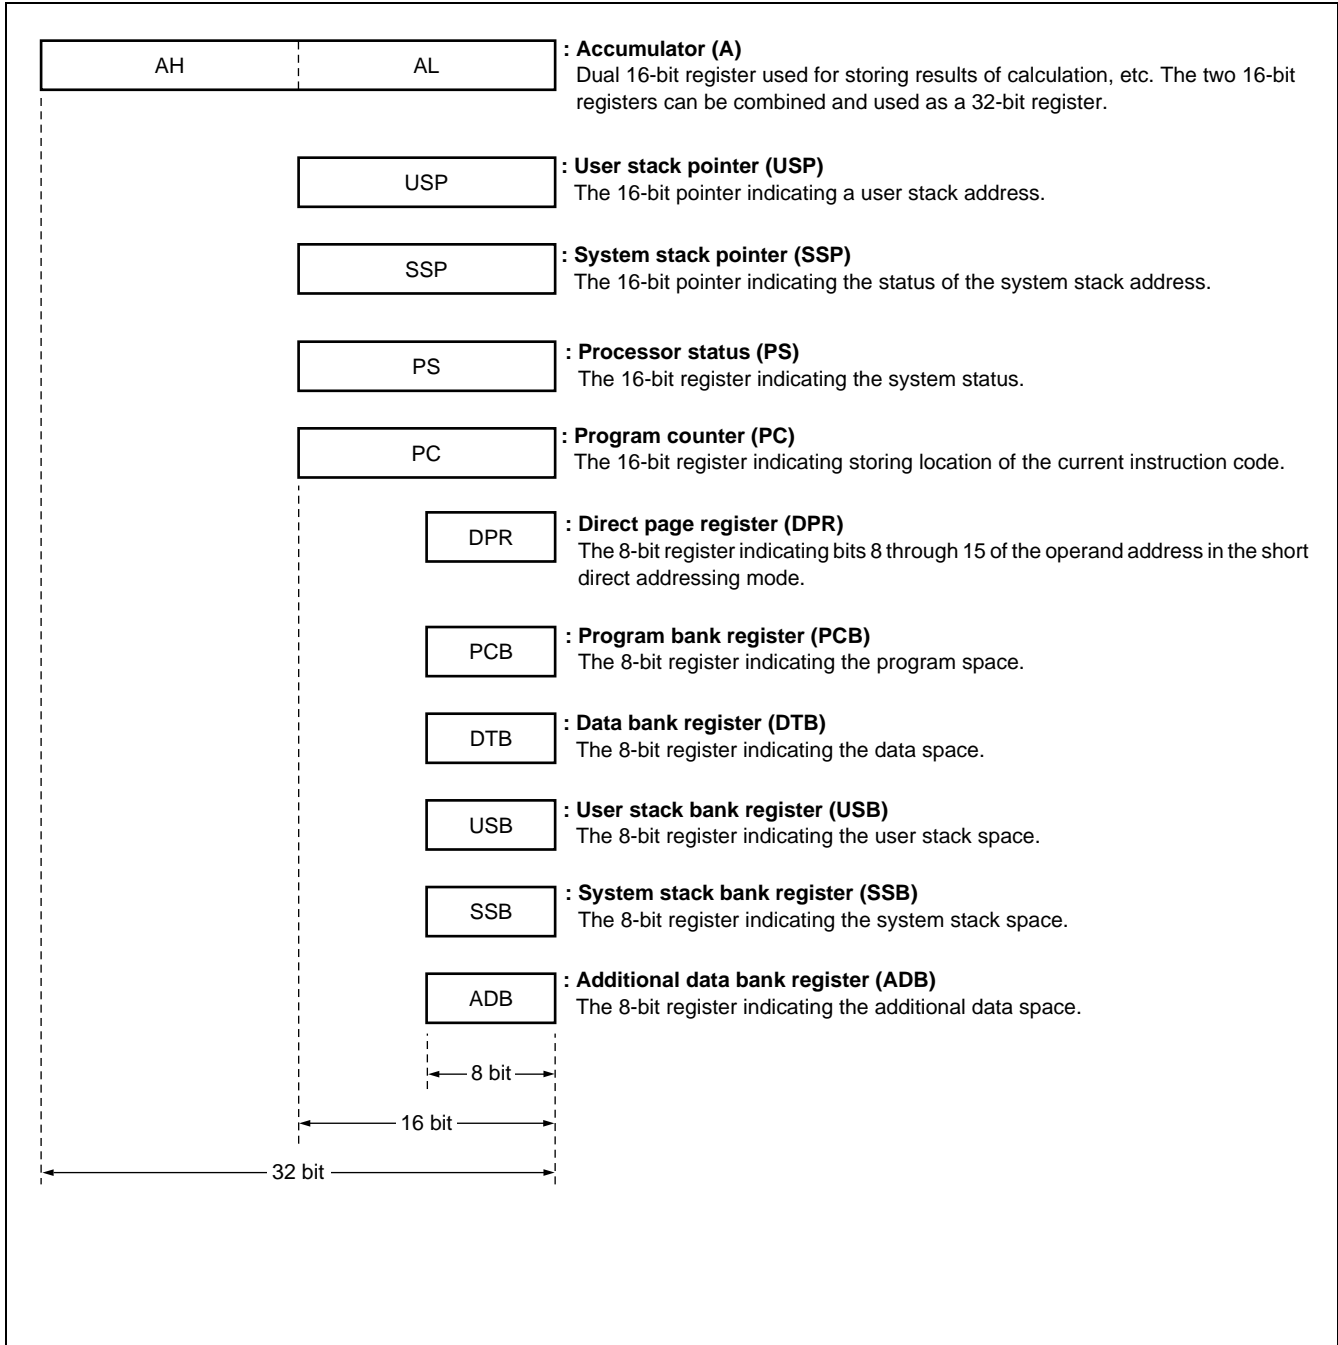 AH
AL
: Accumulator (A)
Dual 16-bit register used for storing results of calculation, etc. The two 16-bit
registers can be combined and used as a 32-bit register.
USP
: User stack pointer (USP)
The 16-bit pointer indicating a user stack address.
SSP
: System stack pointer (SSP)
The 16-bit pointer indicating the status of the system stack address.
PS
: Processor status (PS)
The 16-bit register indicating the system status.
PC
: Program counter (PC)
The 16-bit register indicating storing location of the current instruction code.
DPR
: Direct page register (DPR)
The 8-bit register indicating bits 8 through 15 of the operand address in the short
direct addressing mode.
PCB
: Program bank register (PCB)
The 8-bit register indicating the program space.
DTB
: Data bank register (DTB)
The 8-bit register indicating the data space.
USB
: User stack bank register (USB)
The 8-bit register indicating the user stack space.
SSB
: System stack bank register (SSB)
The 8-bit register indicating the system stack space.
ADB
: Additional data bank register (ADB)
The 8-bit register indicating the additional data space.
8 bit
16 bit
32 bit